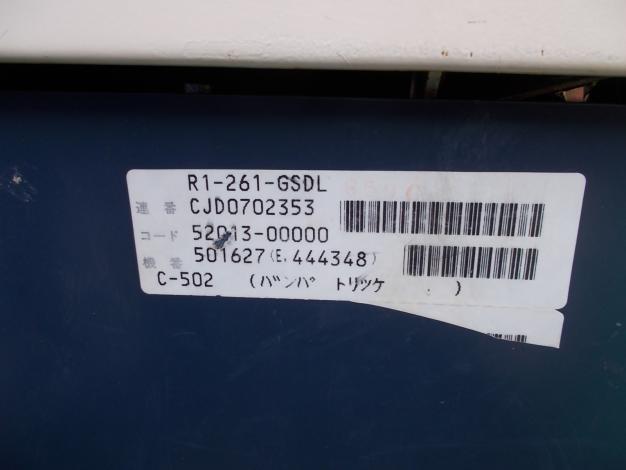 R1-261-GSDL
連番 CJD0702353
コード 52013-00000
機番 501627(E. 444348)
C-502 (バンパ トリツケ . )